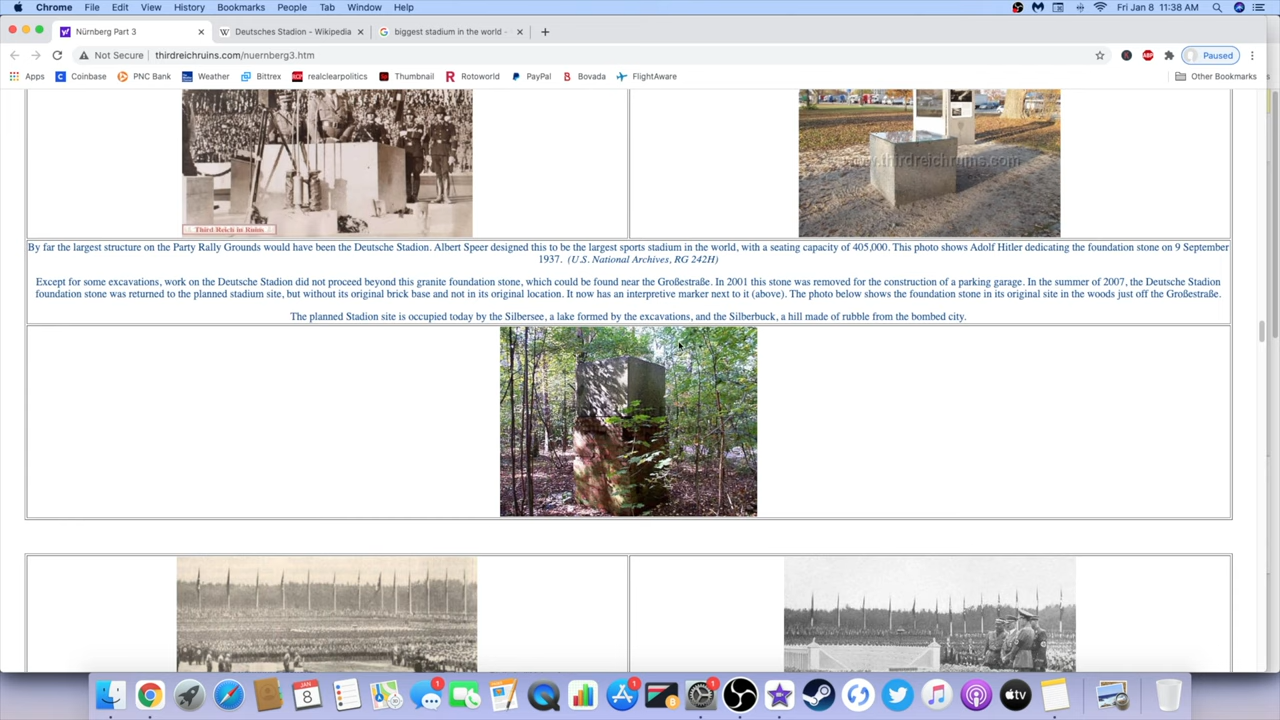 Chrome File Edit View History Bookmarks People Tab Window Help Fri Jan 8 11:38 AM
Nürnberg Part 3 Deutsches Stadion - Wikipedia biggest stadium in the world -
Not Secure thirdreichruins.com/nuernberg3.htm ABP Paused
Apps Coinbase PNC Bank Weather Bittrex realclearpolitics Thumbnail Rotoworld PayPal Bovada FlightAware Other Bookmarks
www.thirdreichruins.com
Third Reich in Ruins
By far the largest structure on the Party Rally Grounds would have been the Deutsche Stadion. Albert Speer designed this to be the largest sports stadium in the world, with a seating capacity of 405,000. This photo shows Adolf Hitler dedicating the foundation stone on 9 September
1937. (U.S. National Archives, RG 242H)
Except for some excavations, work on the Deutsche Stadion did not proceed beyond this granite foundation stone, which could be found near the Großestraße. In 2001 this stone was removed for the construction of a parking garage. In the summer of 2007, the Deutsche Stadion
foundation stone was returned to the planned stadium site, but without its original brick base and not in its original location. It now has an interpretive marker next to it (above). The photo below shows the foundation stone in its original site in the woods just off the Großestraße.
The planned Stadion site is occupied today by the Silbersee, a lake formed by the excavations, and the Silberbuck, a hill made of rubble from the bombed city.
JAN
8
1
1
1
tv